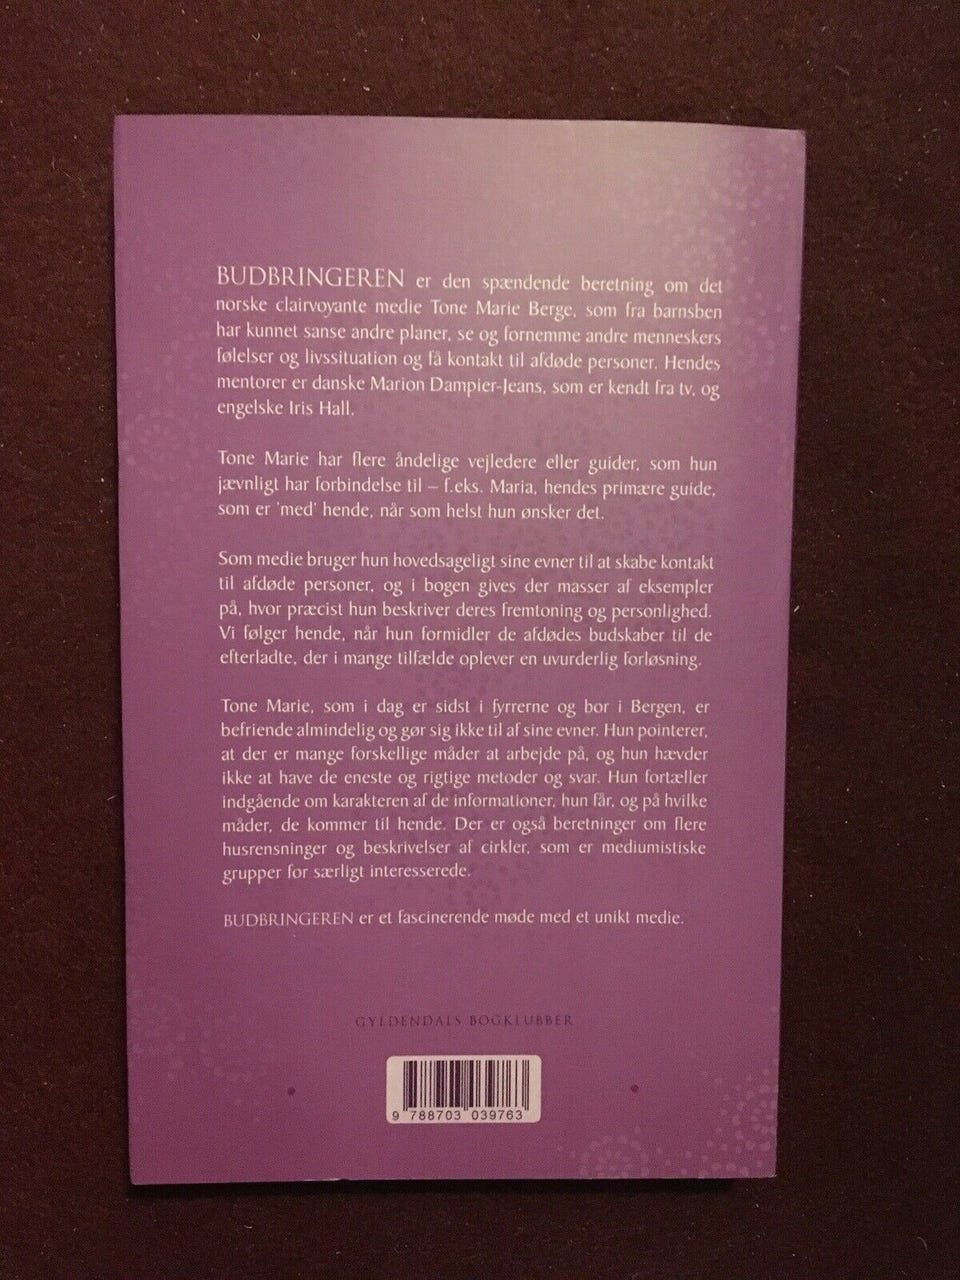 BUDBRINGEREN er den spændende beretning om det
norske clairvoyante medie Tone Marie Berge, som fra barnsben
har kunnet sanse andre planer, se og fornemme andre menneskers
følelser og livssituation og få kontakt til afdøde personer. Hendes
mentorer er danske Marion Dampier-Jeans, som er kendt fra tv, og
engelske Iris Hall.
Tone Marie har flere åndelige vejledere eller guider, som hun
jævnligt har forbindelse til – f.eks. Maria, hendes primære guide,
som er 'med' hende, når som helst hun ønsker det.
Som medie bruger hun hovedsageligt sine evner til at skabe kontakt
til afdøde personer, og i bogen gives der masser af eksempler
på, hvor præcist hun beskriver deres fremtoning og personlighed.
Vi følger hende, når hun formidler de afdødes budskaber til de
efterladte, der i mange tilfælde oplever en uvurderlig forløsning.
Tone Marie, som i dag er sidst i fyrrerne og bor i Bergen, er
befriende almindelig og gør sig ikke til af sine evner. Hun pointerer,
at der er mange forskellige måder at arbejde på, og hun hævder
ikke at have de eneste og rigtige metoder og svar. Hun fortæller
indgående om karakteren af de informationer, hun får, og på hvilke
måder, de kommer til hende. Der er også beretninger om flere
husrensninger og beskrivelser af cirkler, som er mediumistiske
grupper for særligt interesserede.
BUDBRINGEREN er et fascinerende møde med et unikt medie.
GYLDENDALS BOGKLUBBER
9 788703 039763